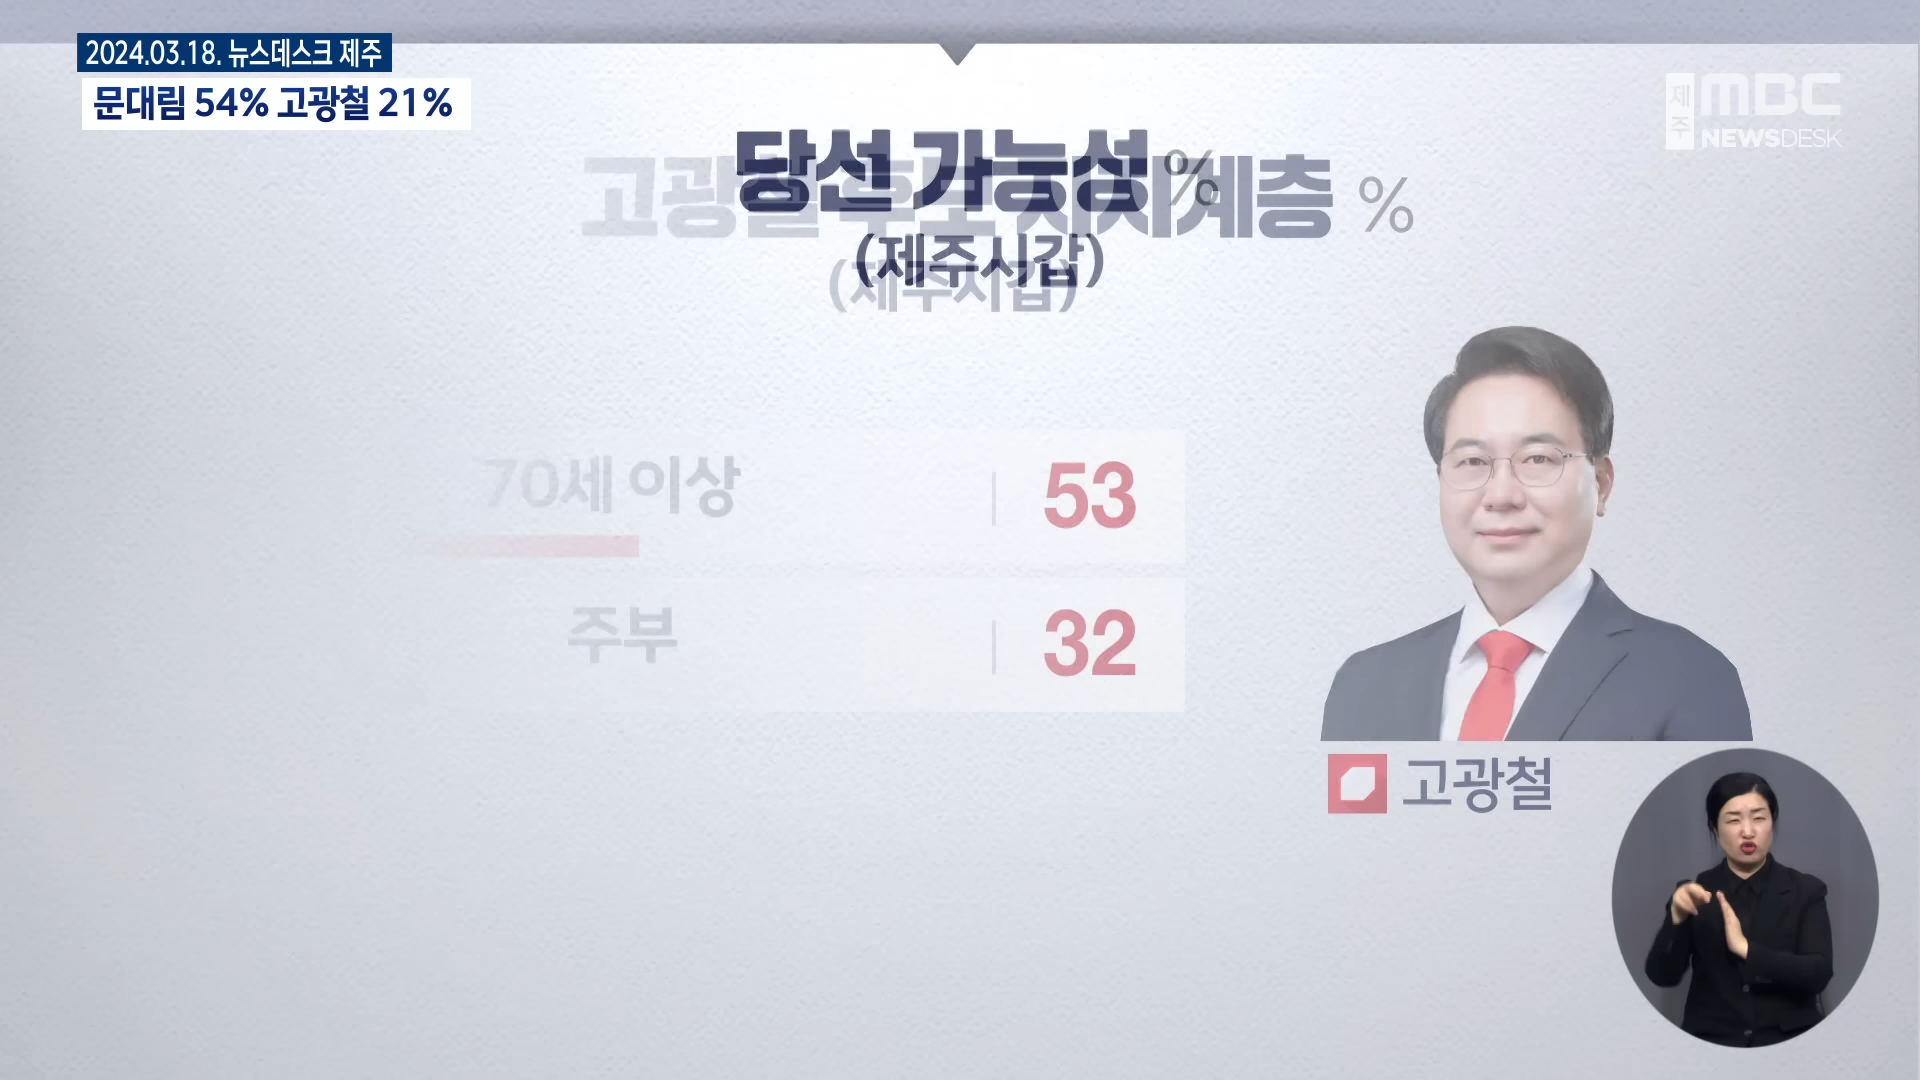 2024.03.18. 뉴스데스크 제주
문대림 54% 고광철 21%
제주 MBC
NEWSDESK
당선 가능성 %
고광철 후보 지지계층 %
(제주시갑)
(제주시갑)
70세 이상 53
주부 32
고광철